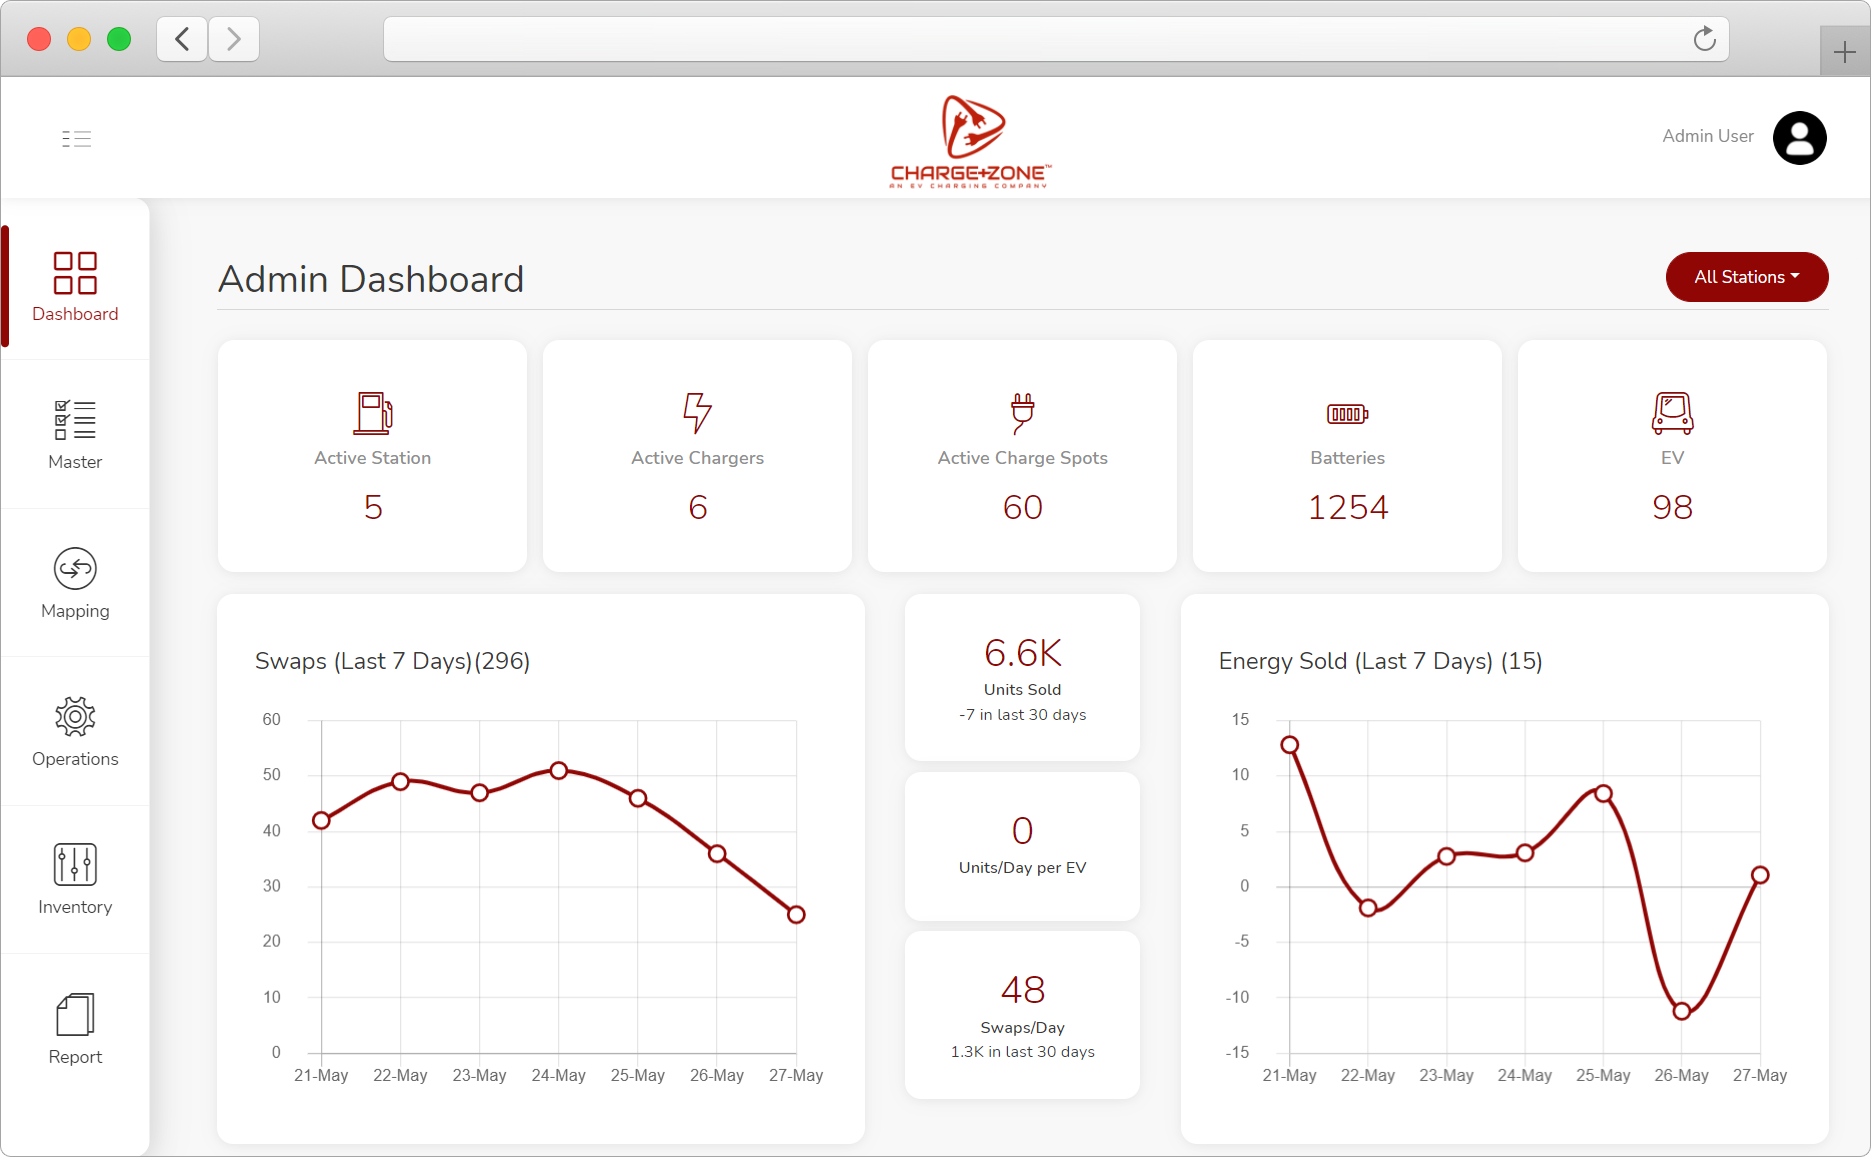 CHARGE+ZONE™
AN EV CHARGING COMPANY
Admin User
Dashboard
Master
Mapping
Operations
Inventory
Report
Admin Dashboard
All Stations
Active Station
5
Active Chargers
6
Active Charge Spots
60
Batteries
1254
EV
98
Swaps (Last 7 Days)(296)
60
50
40
30
20
10
0
21-May 22-May 23-May 24-May 25-May 26-May 27-May
6.6K
Units Sold
-7 in last 30 days
0
Units/Day per EV
48
Swaps/Day
1.3K in last 30 days
Energy Sold (Last 7 Days) (15)
15
10
5
0
-5
-10
-15
21-May 22-May 23-May 24-May 25-May 26-May 27-May